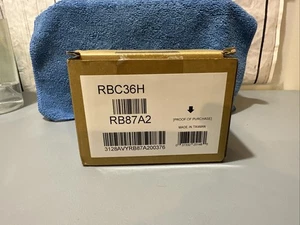 RBC36H
RB87A2
(PROOF OF PURCHASE)
MADE IN TAIWAN
3128AVYRB87A200376